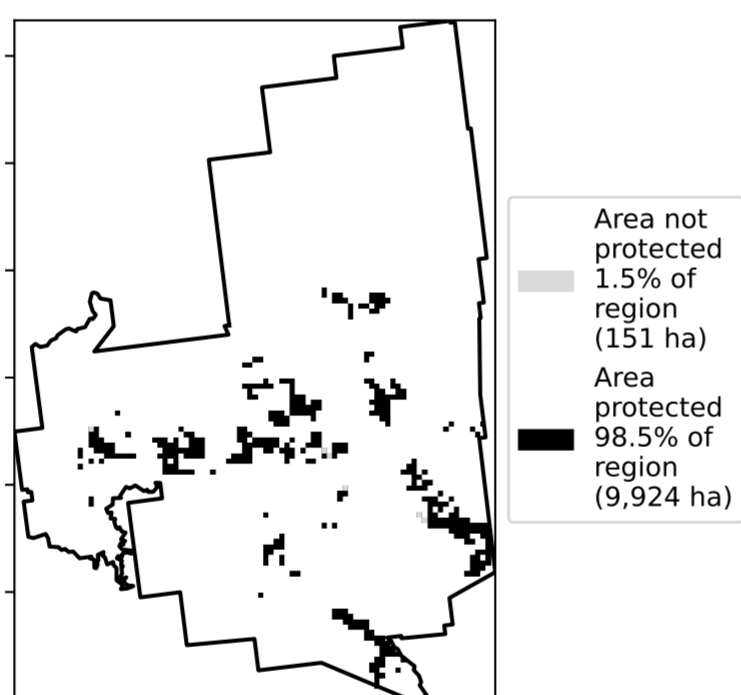 Area not
protected
1.5% of
region
(151 ha)
Area
protected
98.5% of
region
(9,924 ha)